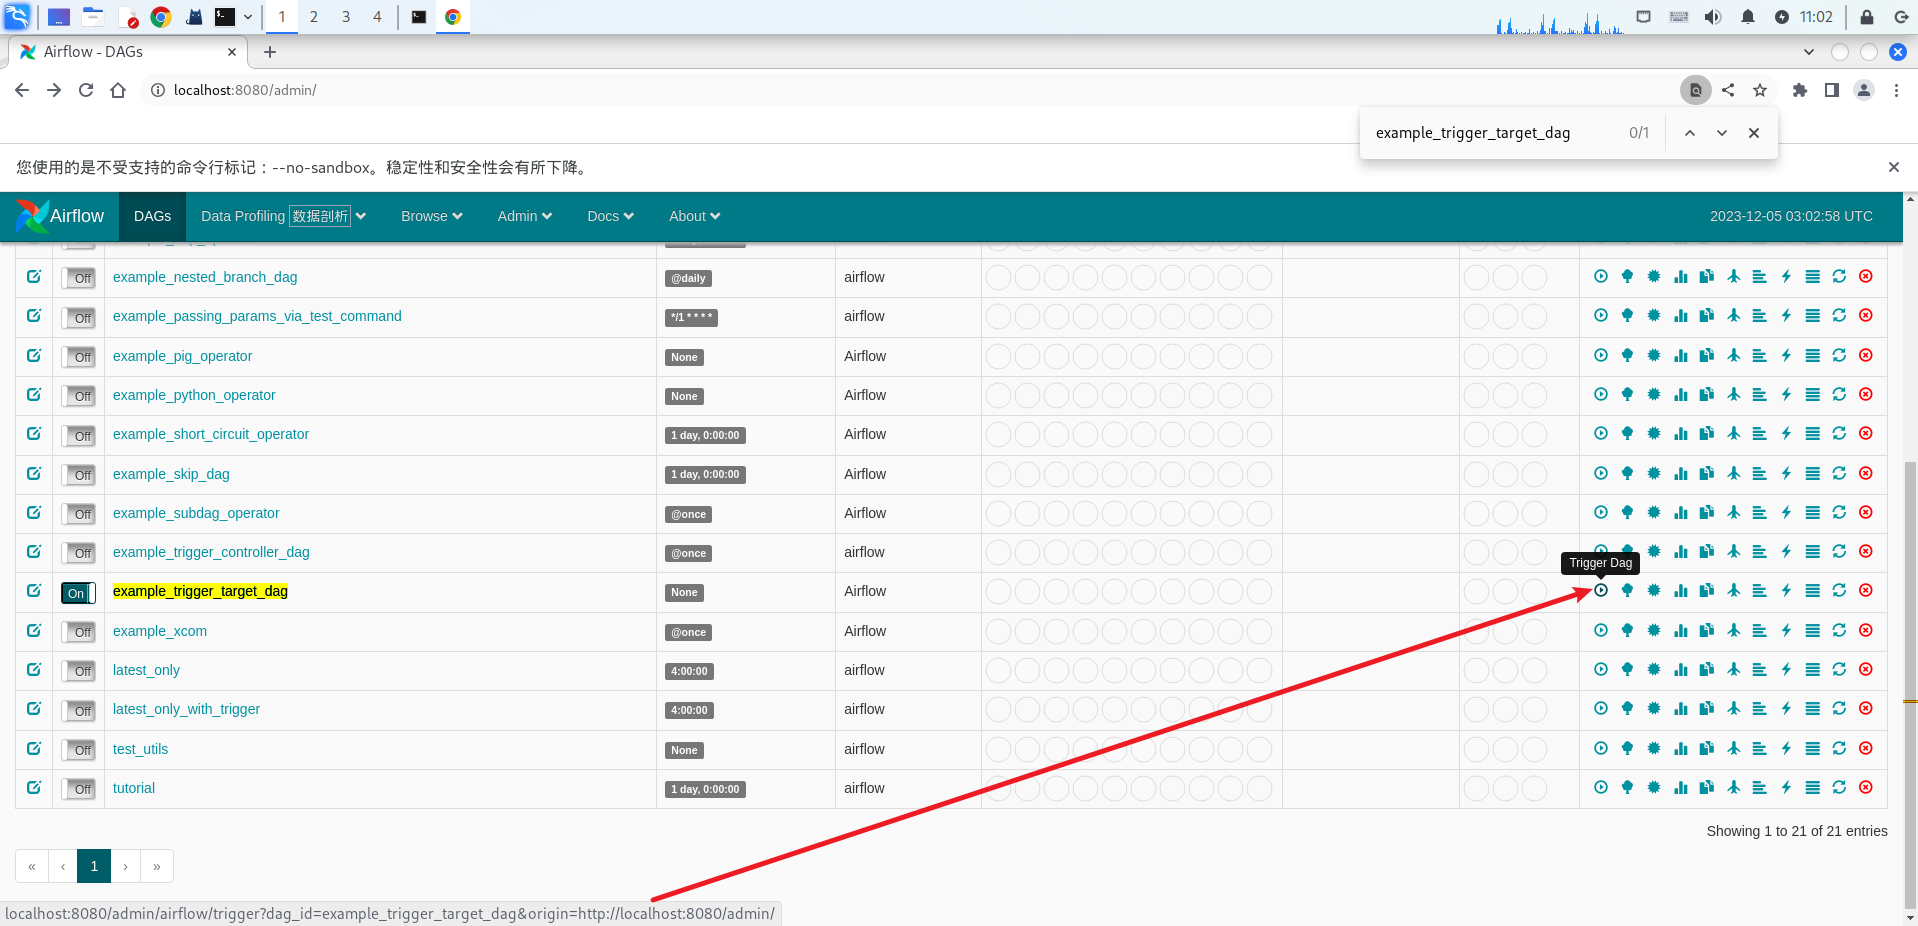 1 2 3 4 11:02
Airflow - DAGs
localhost:8080/admin/
example_trigger_target_dag 0/1
您使用的是不受支持的命令行标记：--no-sandbox。稳定性和安全性会有所下降。
Airflow DAGs Data Profiling 数据剖析 Browse Admin Docs About 2023-12-05 03:02:58 UTC
Off example_nested_branch_dag @daily airflow
Off example_passing_params_via_test_command */1 * * * * airflow
Off example_pig_operator None Airflow
Off example_python_operator None Airflow
Off example_short_circuit_operator 1 day, 0:00:00 Airflow
Off example_skip_dag 1 day, 0:00:00 Airflow
Off example_subdag_operator @once Airflow
Off example_trigger_controller_dag @once airflow
Trigger Dag
On example_trigger_target_dag None Airflow
Off example_xcom @once Airflow
Off latest_only 4:00:00 airflow
Off latest_only_with_trigger 4:00:00 airflow
Off test_utils None airflow
Off tutorial 1 day, 0:00:00 airflow
Showing 1 to 21 of 21 entries
« ‹ 1 › »
localhost:8080/admin/airflow/trigger?dag_id=example_trigger_target_dag&origin=http://localhost:8080/admin/